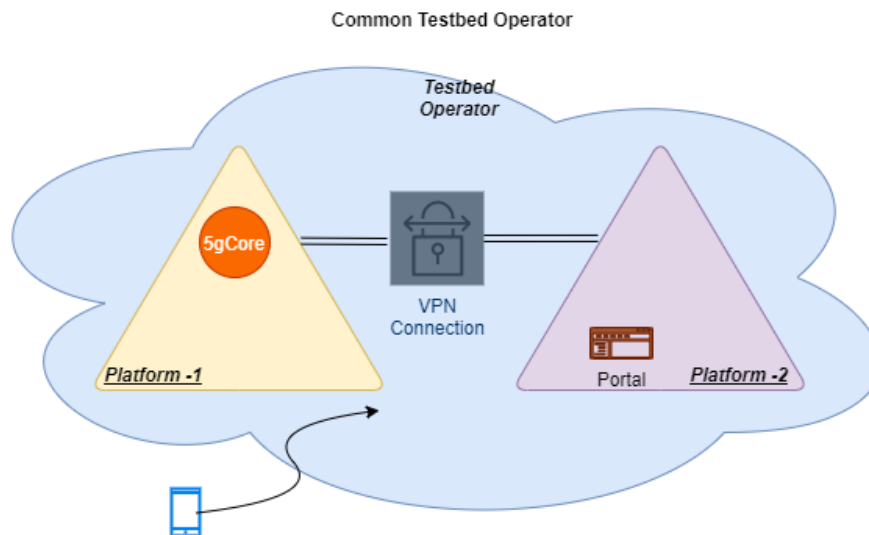 Common Testbed Operator
Testbed
Operator
5gCore
VPN
Connection
Platform -1
Portal
Platform -2